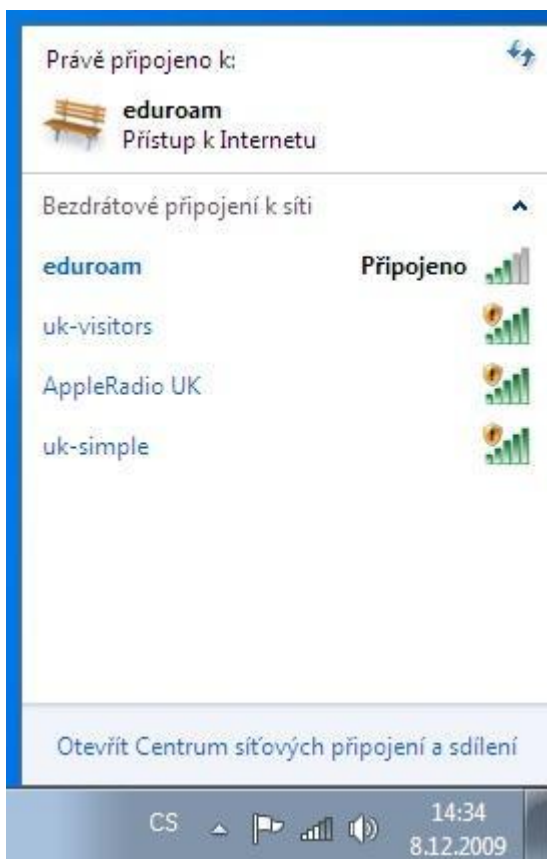 Právě připojeno k:
eduroam
Přístup k Internetu
Bezdrátové připojení k síti
eduroam Připojeno
uk-visitors
AppleRadio UK
uk-simple
Otevřít Centrum síťových připojení a sdílení
CS 14:34
8.12.2009